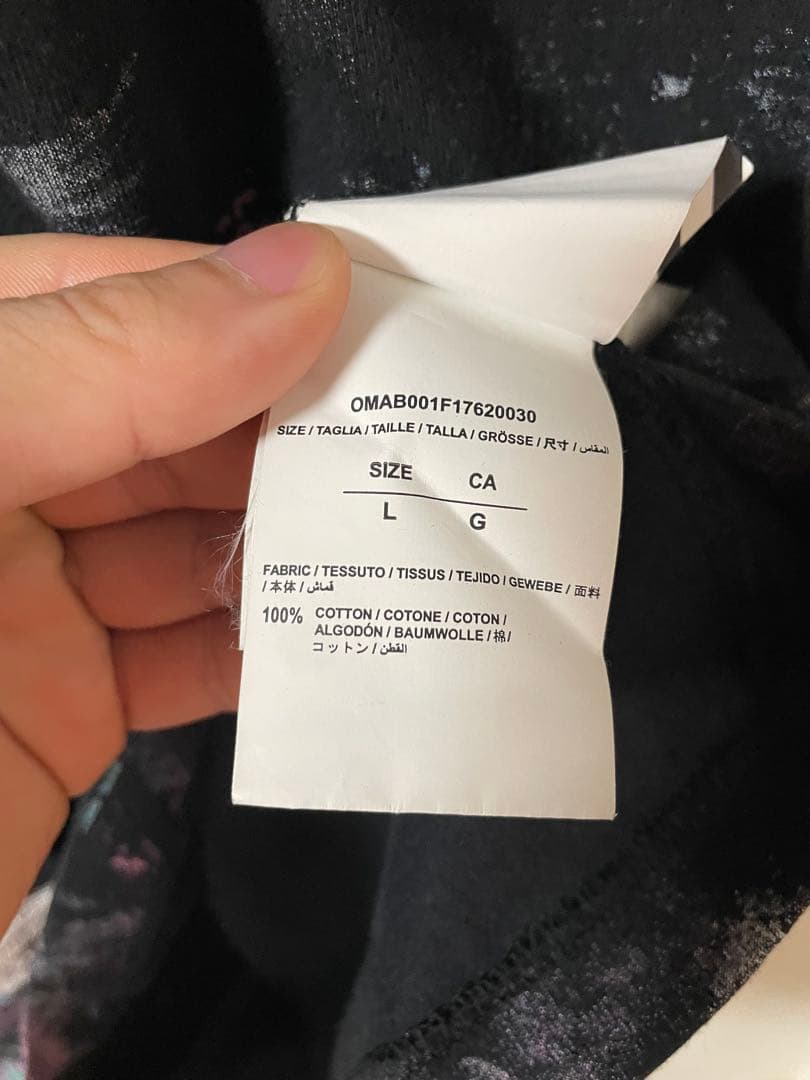 OMAB001F17620030
SIZE / TAGLIA / TAILLE / TALLA / GRÖSSE / 尺寸 / المقاس
SIZE CA
L G
FABRIC / TESSUTO / TISSUS / TEJIDO / GEWEBE / 面料
/ 本体 / قماش
100% COTTON / COTONE / COTON /
ALGODÓN / BAUMWOLLE / 棉 /
コットン / القطن